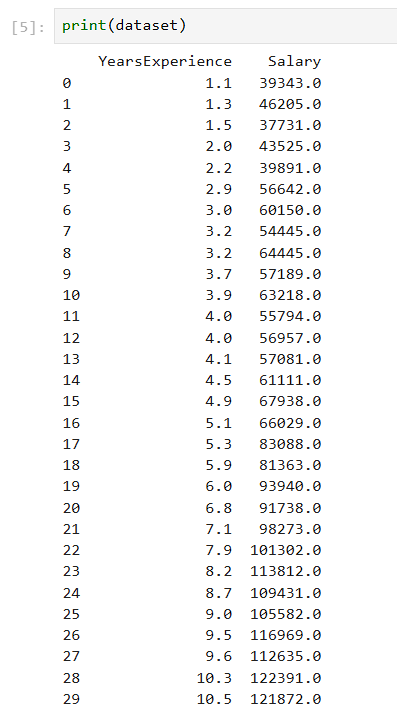 [5]: print(dataset)
YearsExperience Salary
0 1.1 39343.0
1 1.3 46205.0
2 1.5 37731.0
3 2.0 43525.0
4 2.2 39891.0
5 2.9 56642.0
6 3.0 60150.0
7 3.2 54445.0
8 3.2 64445.0
9 3.7 57189.0
10 3.9 63218.0
11 4.0 55794.0
12 4.0 56957.0
13 4.1 57081.0
14 4.5 61111.0
15 4.9 67938.0
16 5.1 66029.0
17 5.3 83088.0
18 5.9 81363.0
19 6.0 93940.0
20 6.8 91738.0
21 7.1 98273.0
22 7.9 101302.0
23 8.2 113812.0
24 8.7 109431.0
25 9.0 105582.0
26 9.5 116969.0
27 9.6 112635.0
28 10.3 122391.0
29 10.5 121872.0